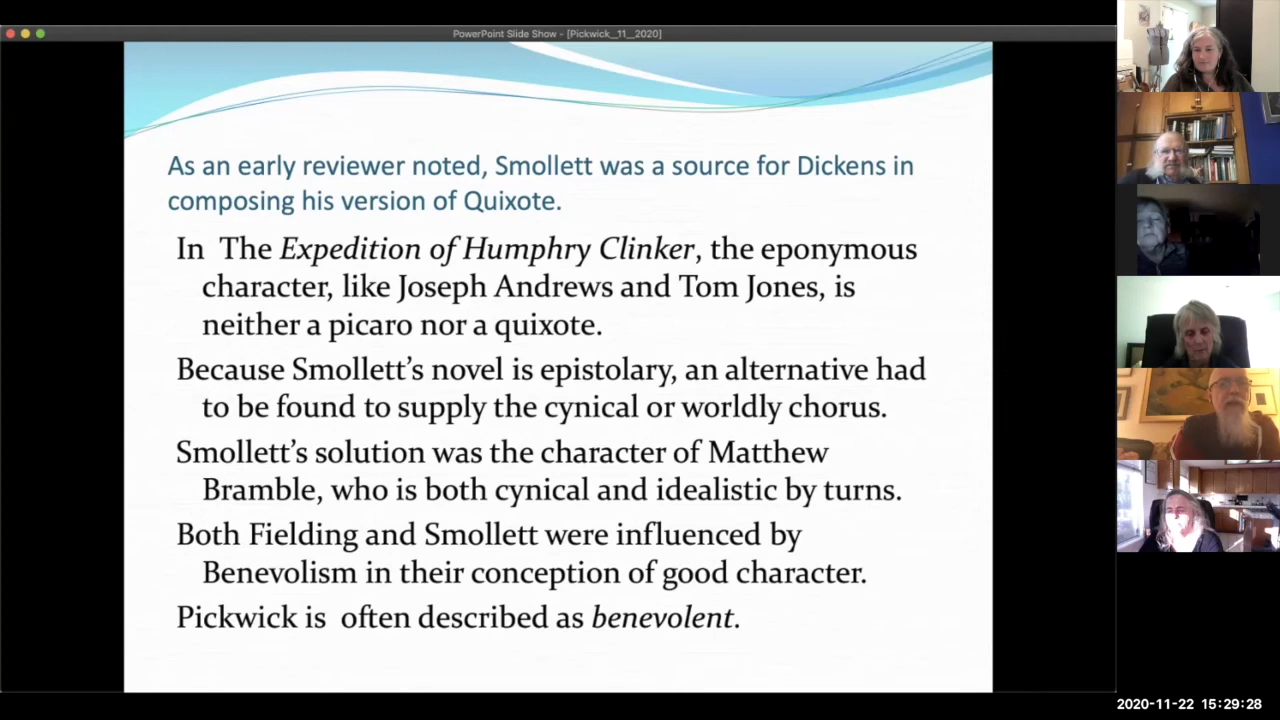 PowerPoint Slide Show - [Pickwick_11_2020]
As an early reviewer noted, Smollett was a source for Dickens in
composing his version of Quixote.
In The Expedition of Humphry Clinker, the eponymous
character, like Joseph Andrews and Tom Jones, is
neither a picaro nor a quixote.
Because Smollett’s novel is epistolary, an alternative had
to be found to supply the cynical or worldly chorus.
Smollett’s solution was the character of Matthew
Bramble, who is both cynical and idealistic by turns.
Both Fielding and Smollett were influenced by
Benevolism in their conception of good character.
Pickwick is often described as benevolent.
2020-11-22 15:29:28